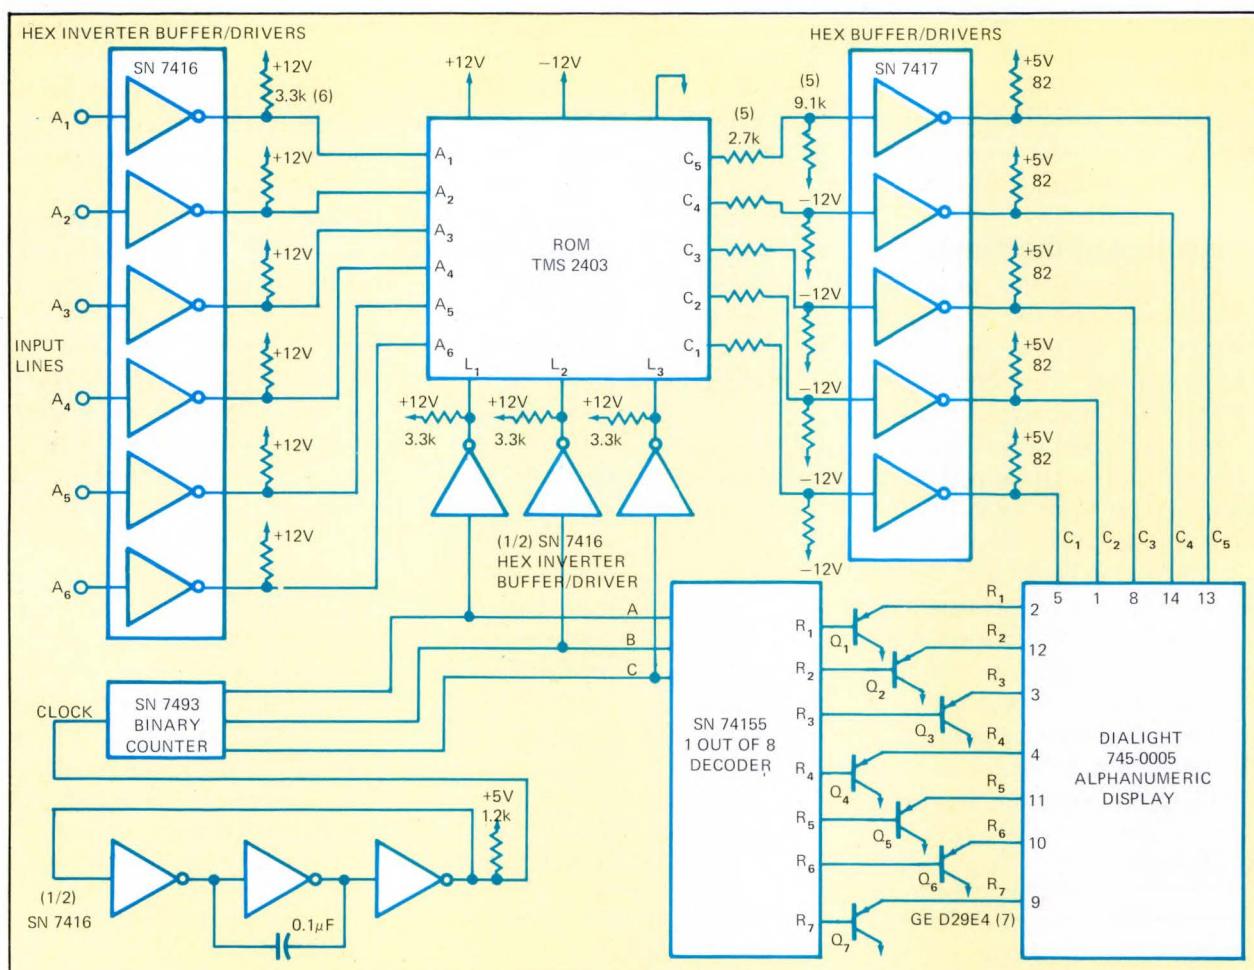 HEX INVERTER BUFFER/DRIVERS
SN 7416
+12V
3.3k (6)
A1
+12V
A2
+12V
A3
INPUT
LINES
+12V
A4
+12V
A5
+12V
A6
+12V
−12V
A1
A2
A3
A4
A5
A6
ROM
TMS 2403
C5
C4
C3
C2
C1
L1
L2
L3
(5)
2.7k
(5)
9.1k
−12V
−12V
−12V
−12V
−12V
HEX BUFFER/DRIVERS
SN 7417
+5V
82
+5V
82
+5V
82
+5V
82
+5V
82
+12V
3.3k
+12V
3.3k
+12V
3.3k
(1/2) SN 7416
HEX INVERTER
BUFFER/DRIVER
C1
C2
C3
C4
C5
CLOCK
SN 7493
BINARY
COUNTER
A
B
C
SN 74155
1 OUT OF 8
DECODER
R1
R2
R3
R4
R5
R6
R7
Q1
Q2
Q3
Q4
Q5
Q6
Q7
GE D29E4 (7)
R1
R2
R3
R4
R5
R6
R7
5 1 8 14 13
2
12
3
4
11
10
9
DIALIGHT
745-0005
ALPHANUMERIC
DISPLAY
+5V
1.2k
(1/2)
SN 7416
0.1μF